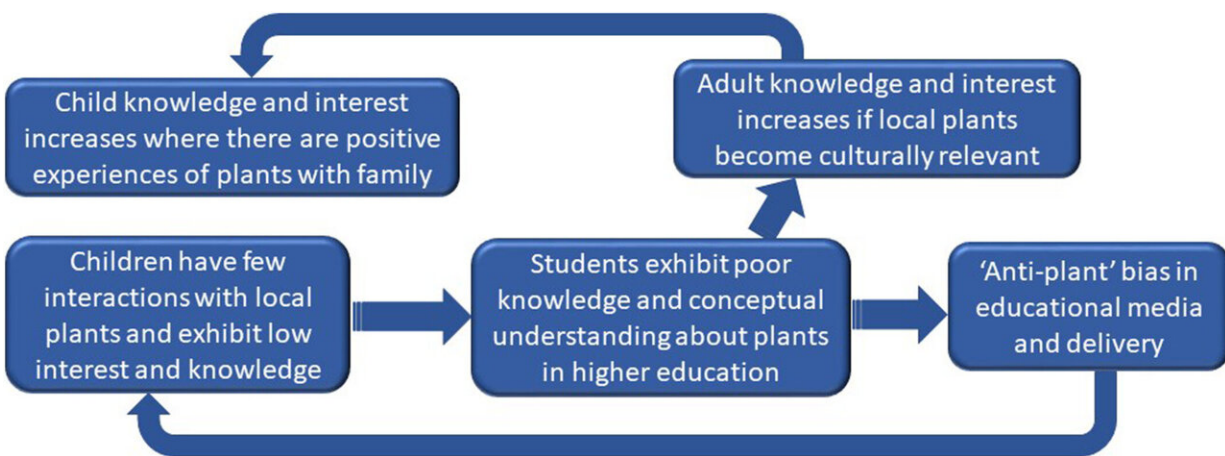 Child knowledge and interest
increases where there are positive
experiences of plants with family
Adult knowledge and interest
increases if local plants
become culturally relevant
Children have few
interactions with local
plants and exhibit low
interest and knowledge
Students exhibit poor
knowledge and conceptual
understanding about plants
in higher education
‘Anti-plant’ bias in
educational media
and delivery